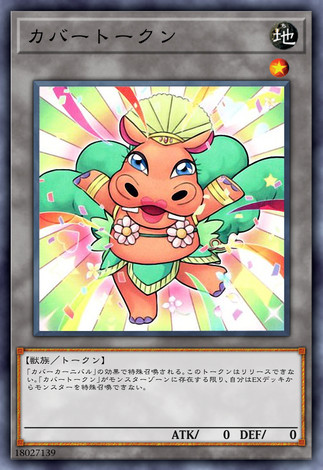 カバートークン
地
【獣族／トークン】
「カバーカーニバル」の効果で特殊召喚される。このトークンはリリースできな
い。「カバートークン」がモンスターゾーンに存在する限り、自分はEXデッキか
らモンスターを特殊召喚できない。
ATK/ 0 DEF/ 0
18027139